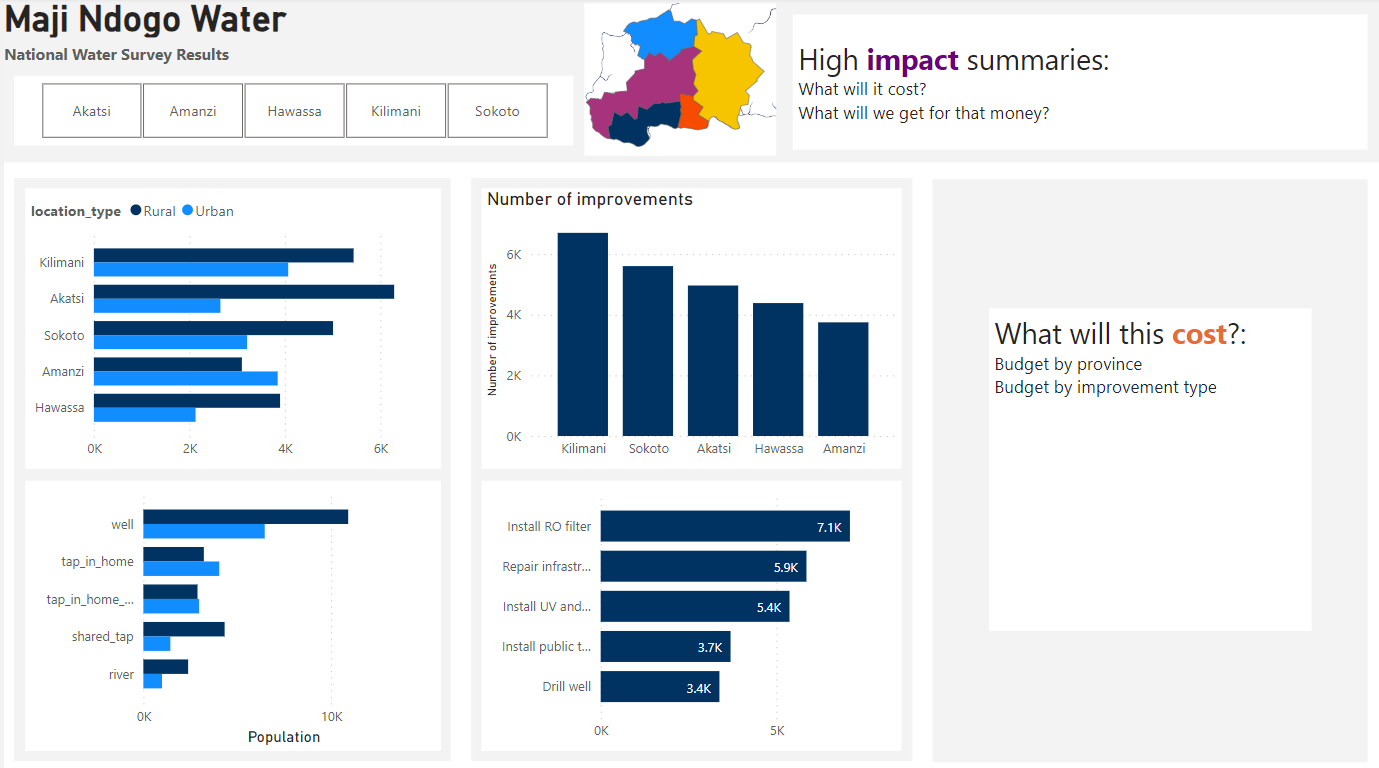 Maji Ndogo Water
National Water Survey Results
Akatsi Amanzi Hawassa Kilimani Sokoto
High impact summaries:
What will it cost?
What will we get for that money?
location_type Rural Urban
Kilimani
Akatsi
Sokoto
Amanzi
Hawassa
0K 2K 4K 6K
well
tap_in_home
tap_in_home_...
shared_tap
river
0K 10K
Population
Number of improvements
Number of improvements
6K
4K
2K
0K
Kilimani Sokoto Akatsi Hawassa Amanzi
Install RO filter 7.1K
Repair infrastr... 5.9K
Install UV and... 5.4K
Install public t... 3.7K
Drill well 3.4K
0K 5K
What will this cost?:
Budget by province
Budget by improvement type